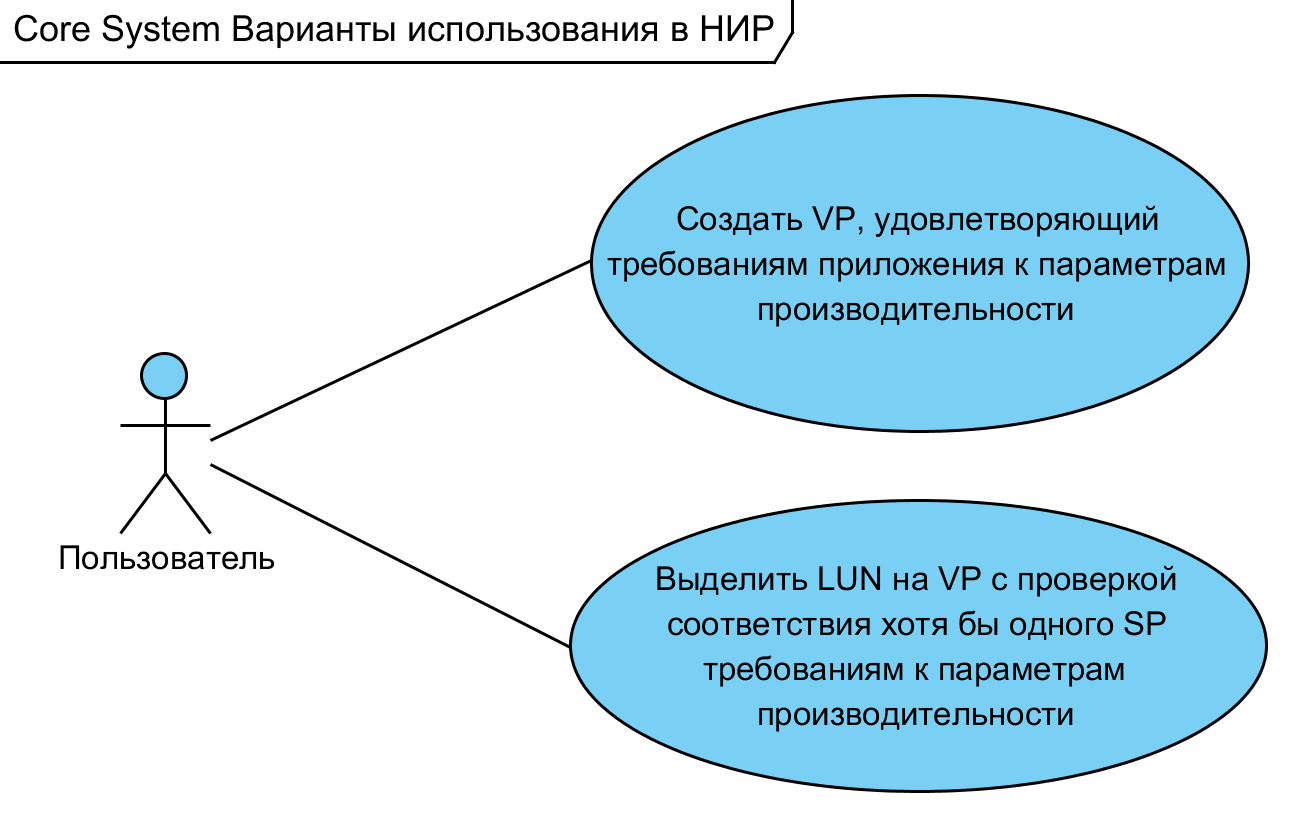 Core System Варианты использования в НИР
Создать VP, удовлетворяющий
требованиям приложения к параметрам
производительности
Пользователь
Выделить LUN на VP с проверкой
соответствия хотя бы одного SP
требованиям к параметрам
производительности